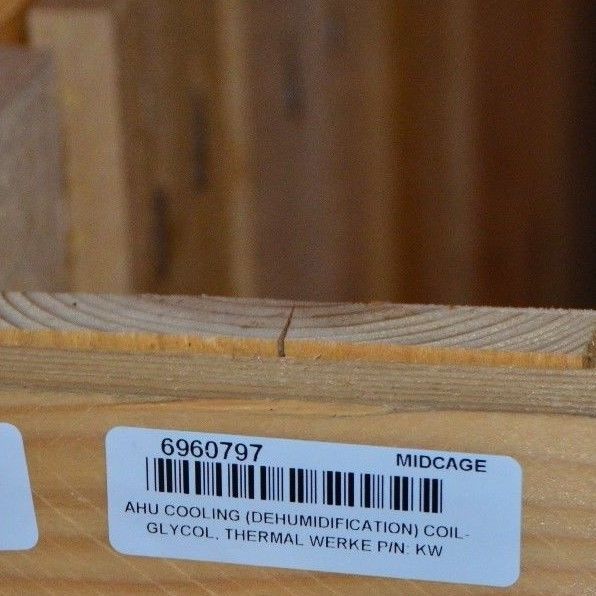 6960797 MIDCAGE
AHU COOLING (DEHUMIDIFICATION) COIL-
GLYCOL, THERMAL WERKE P/N: KW